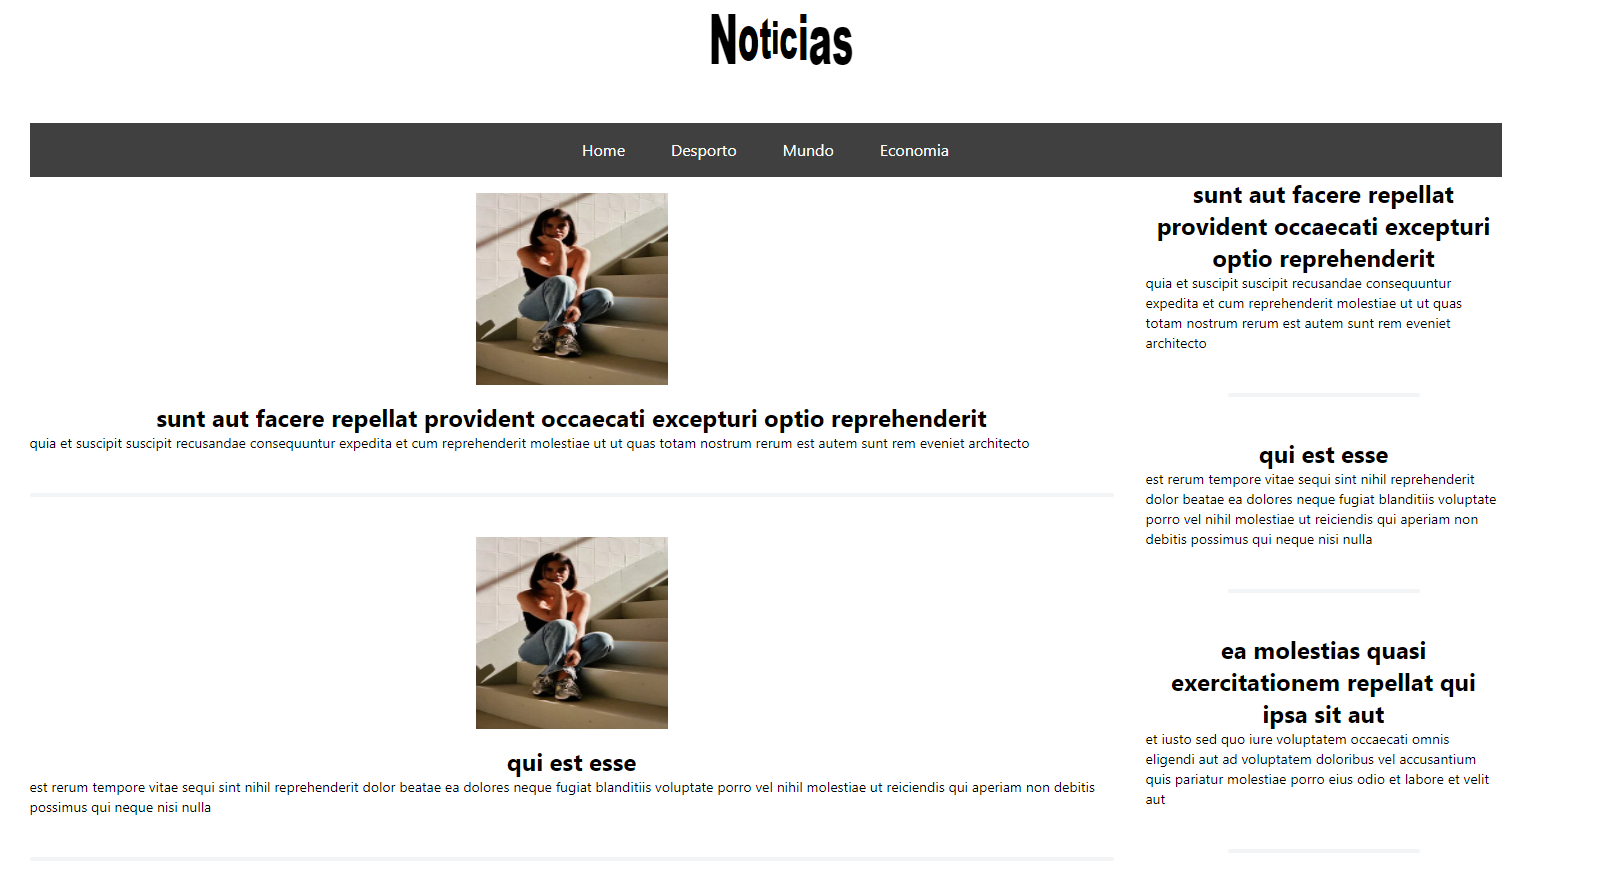 Noticias
Home Desporto Mundo Economia
sunt aut facere repellat provident occaecati excepturi optio reprehenderit
quia et suscipit suscipit recusandae consequuntur expedita et cum reprehenderit molestiae ut ut quas totam nostrum rerum est autem sunt rem eveniet architecto
qui est esse
est rerum tempore vitae sequi sint nihil reprehenderit dolor beatae ea dolores neque fugiat blanditiis voluptate porro vel nihil molestiae ut reiciendis qui aperiam non debitis
possimus qui neque nisi nulla
sunt aut facere repellat
provident occaecati excepturi
optio reprehenderit
quia et suscipit suscipit recusandae consequuntur
expedita et cum reprehenderit molestiae ut ut quas
totam nostrum rerum est autem sunt rem eveniet
architecto
qui est esse
est rerum tempore vitae sequi sint nihil reprehenderit
dolor beatae ea dolores neque fugiat blanditiis voluptate
porro vel nihil molestiae ut reiciendis qui aperiam non
debitis possimus qui neque nisi nulla
ea molestias quasi
exercitationem repellat qui
ipsa sit aut
et iusto sed quo iure voluptatem occaecati omnis
eligendi aut ad voluptatem doloribus vel accusantium
quis pariatur molestiae porro eius odio et labore et velit
aut